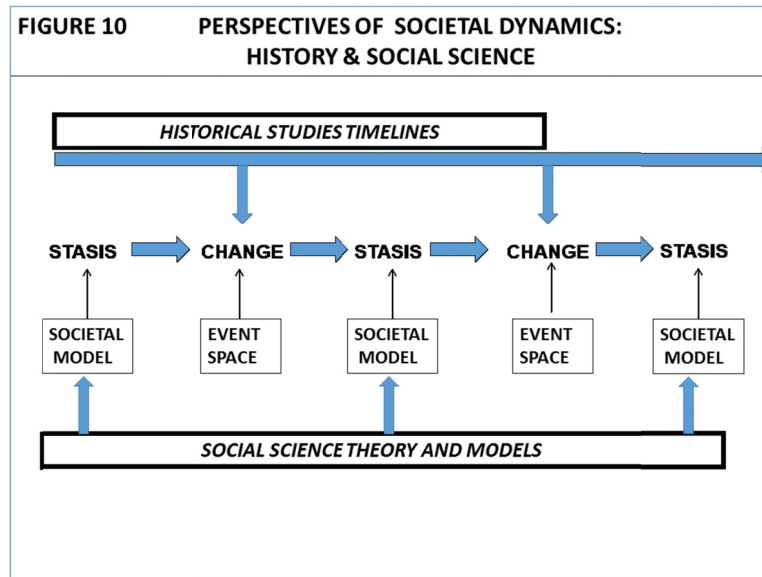 FIGURE 10 PERSPECTIVES OF SOCIETAL DYNAMICS:
HISTORY & SOCIAL SCIENCE
HISTORICAL STUDIES TIMELINES
STASIS CHANGE STASIS CHANGE STASIS
SOCIETAL EVENT SOCIETAL EVENT SOCIETAL
MODEL SPACE MODEL SPACE MODEL
SOCIAL SCIENCE THEORY AND MODELS